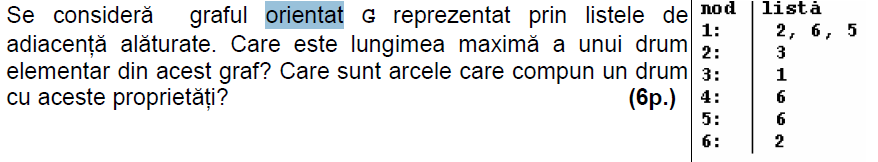 Se consideră graful orientat G reprezentat prin listele de
adiacență alăturate. Care este lungimea maximă a unui drum
elementar din acest graf? Care sunt arcele care compun un drum
cu aceste proprietăți? (6p.)
nod listă
1: 2, 6, 5
2: 3
3: 1
4: 6
5: 6
6: 2